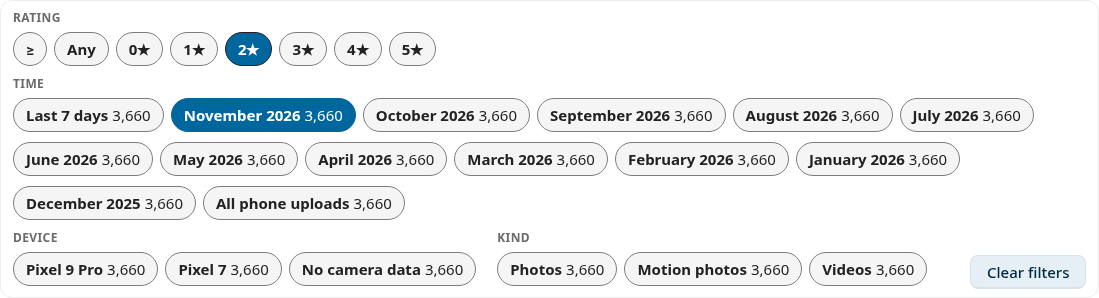 RATING
≥ Any 0★ 1★ 2★ 3★ 4★ 5★
TIME
Last 7 days 3,660 November 2026 3,660 October 2026 3,660 September 2026 3,660 August 2026 3,660 July 2026 3,660
June 2026 3,660 May 2026 3,660 April 2026 3,660 March 2026 3,660 February 2026 3,660 January 2026 3,660
December 2025 3,660 All phone uploads 3,660
DEVICE KIND
Pixel 9 Pro 3,660 Pixel 7 3,660 No camera data 3,660 Photos 3,660 Motion photos 3,660 Videos 3,660 Clear filters